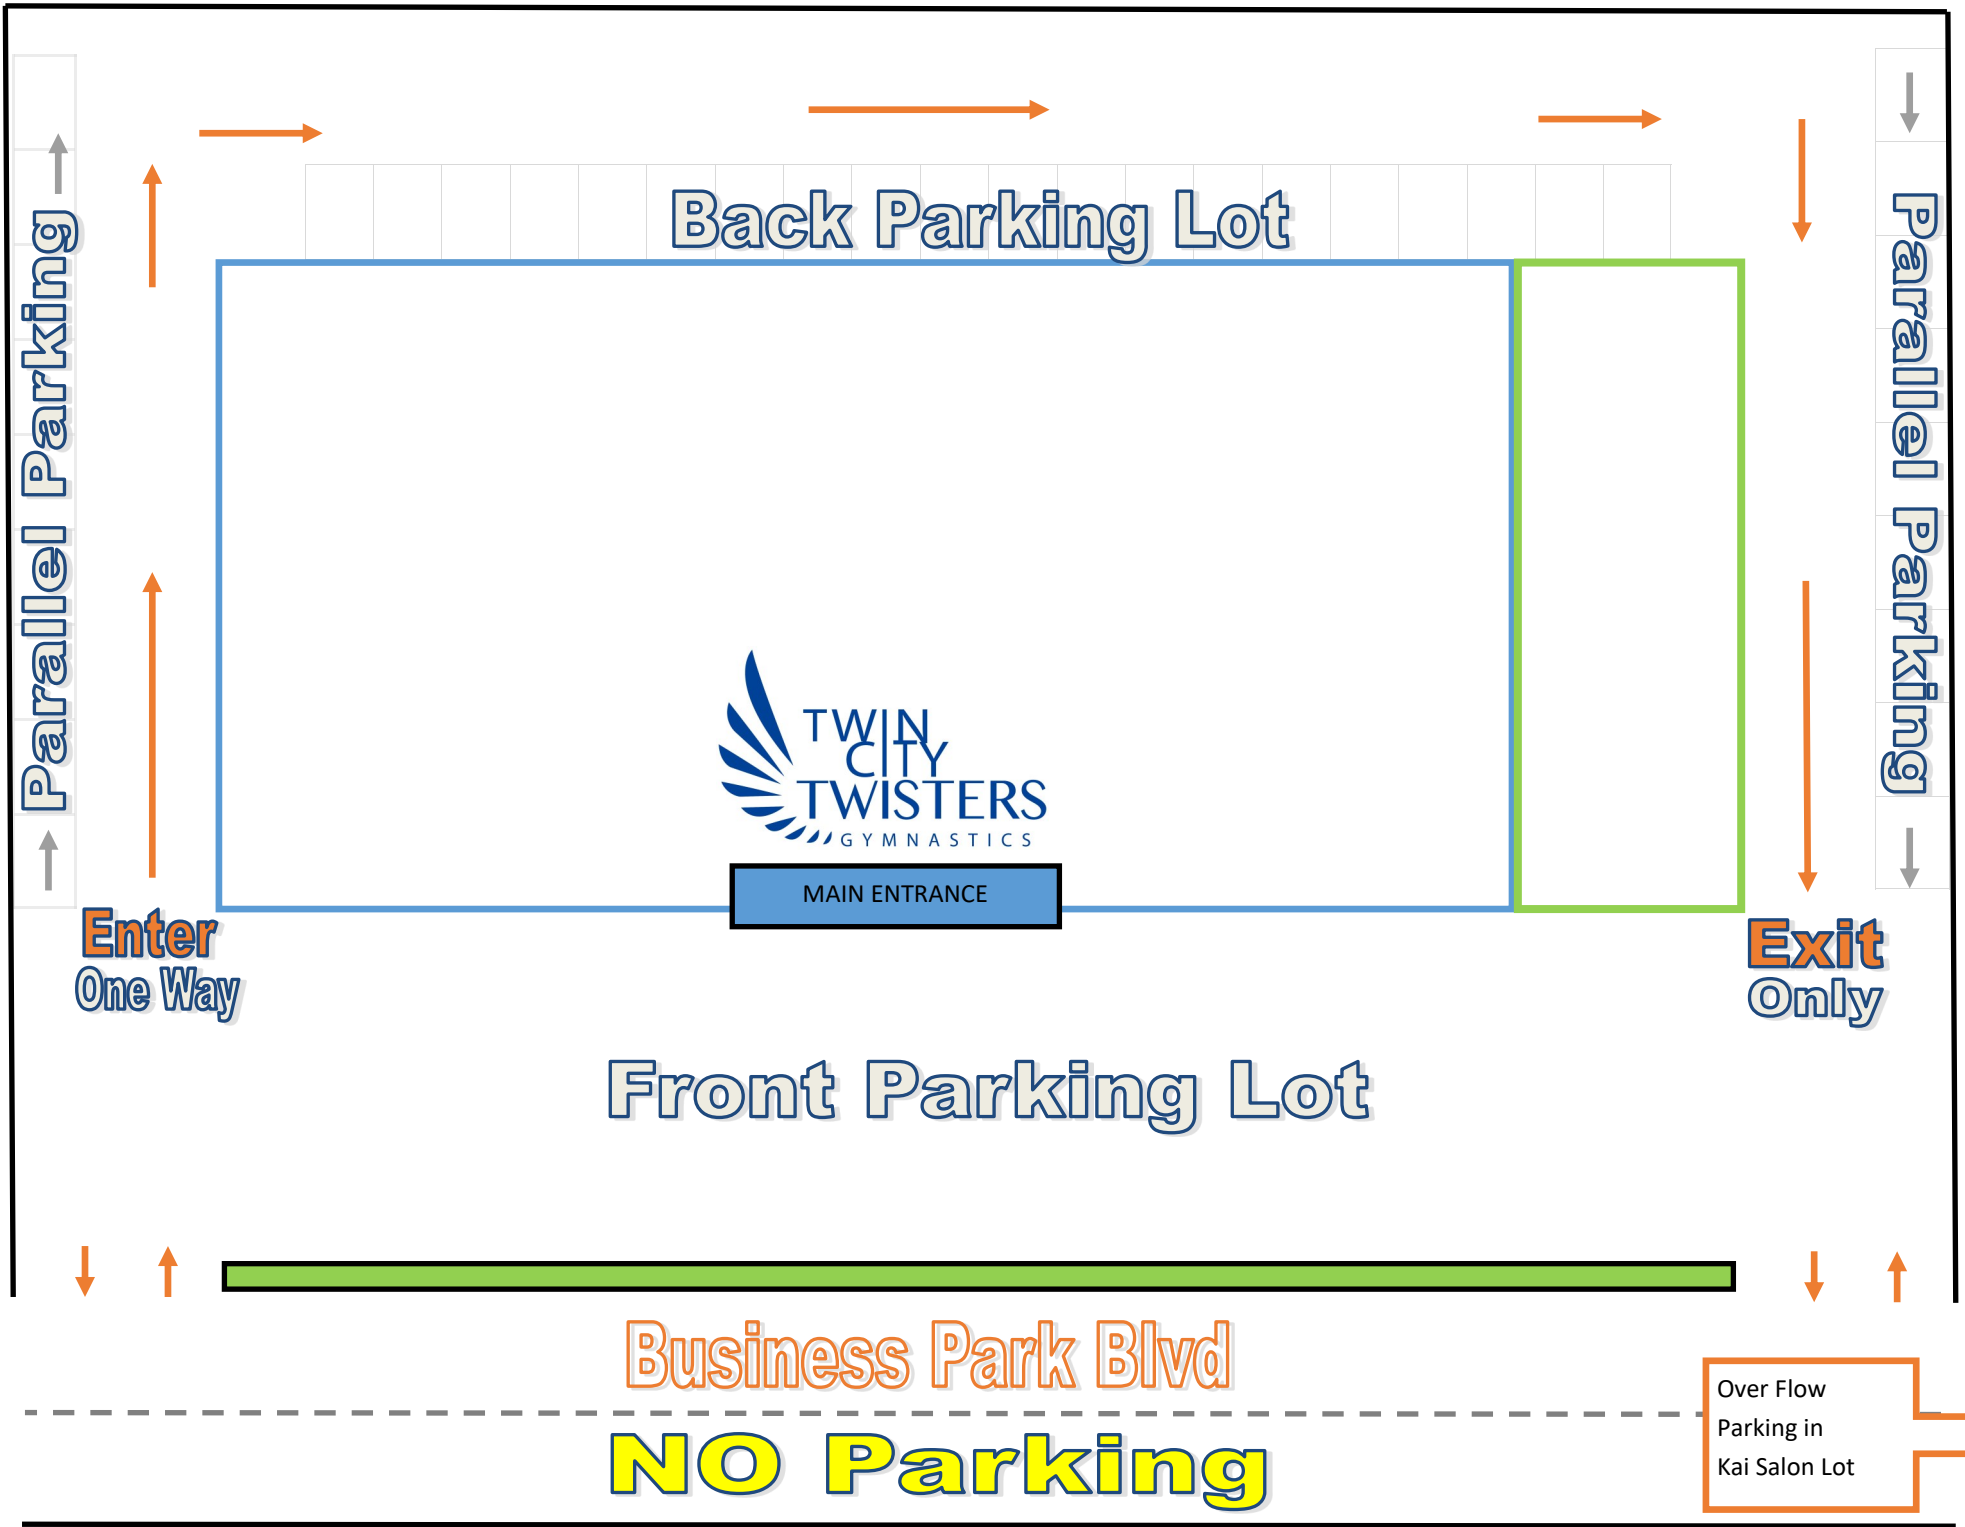 Back Parking Lot
Parallel Parking
Parallel Parking
TWIN
CITY
TWISTERS
GYMNASTICS
MAIN ENTRANCE
Enter
One Way
Exit
Only
Front Parking Lot
Business Park Blvd
NO Parking
Over Flow
Parking in
Kai Salon Lot